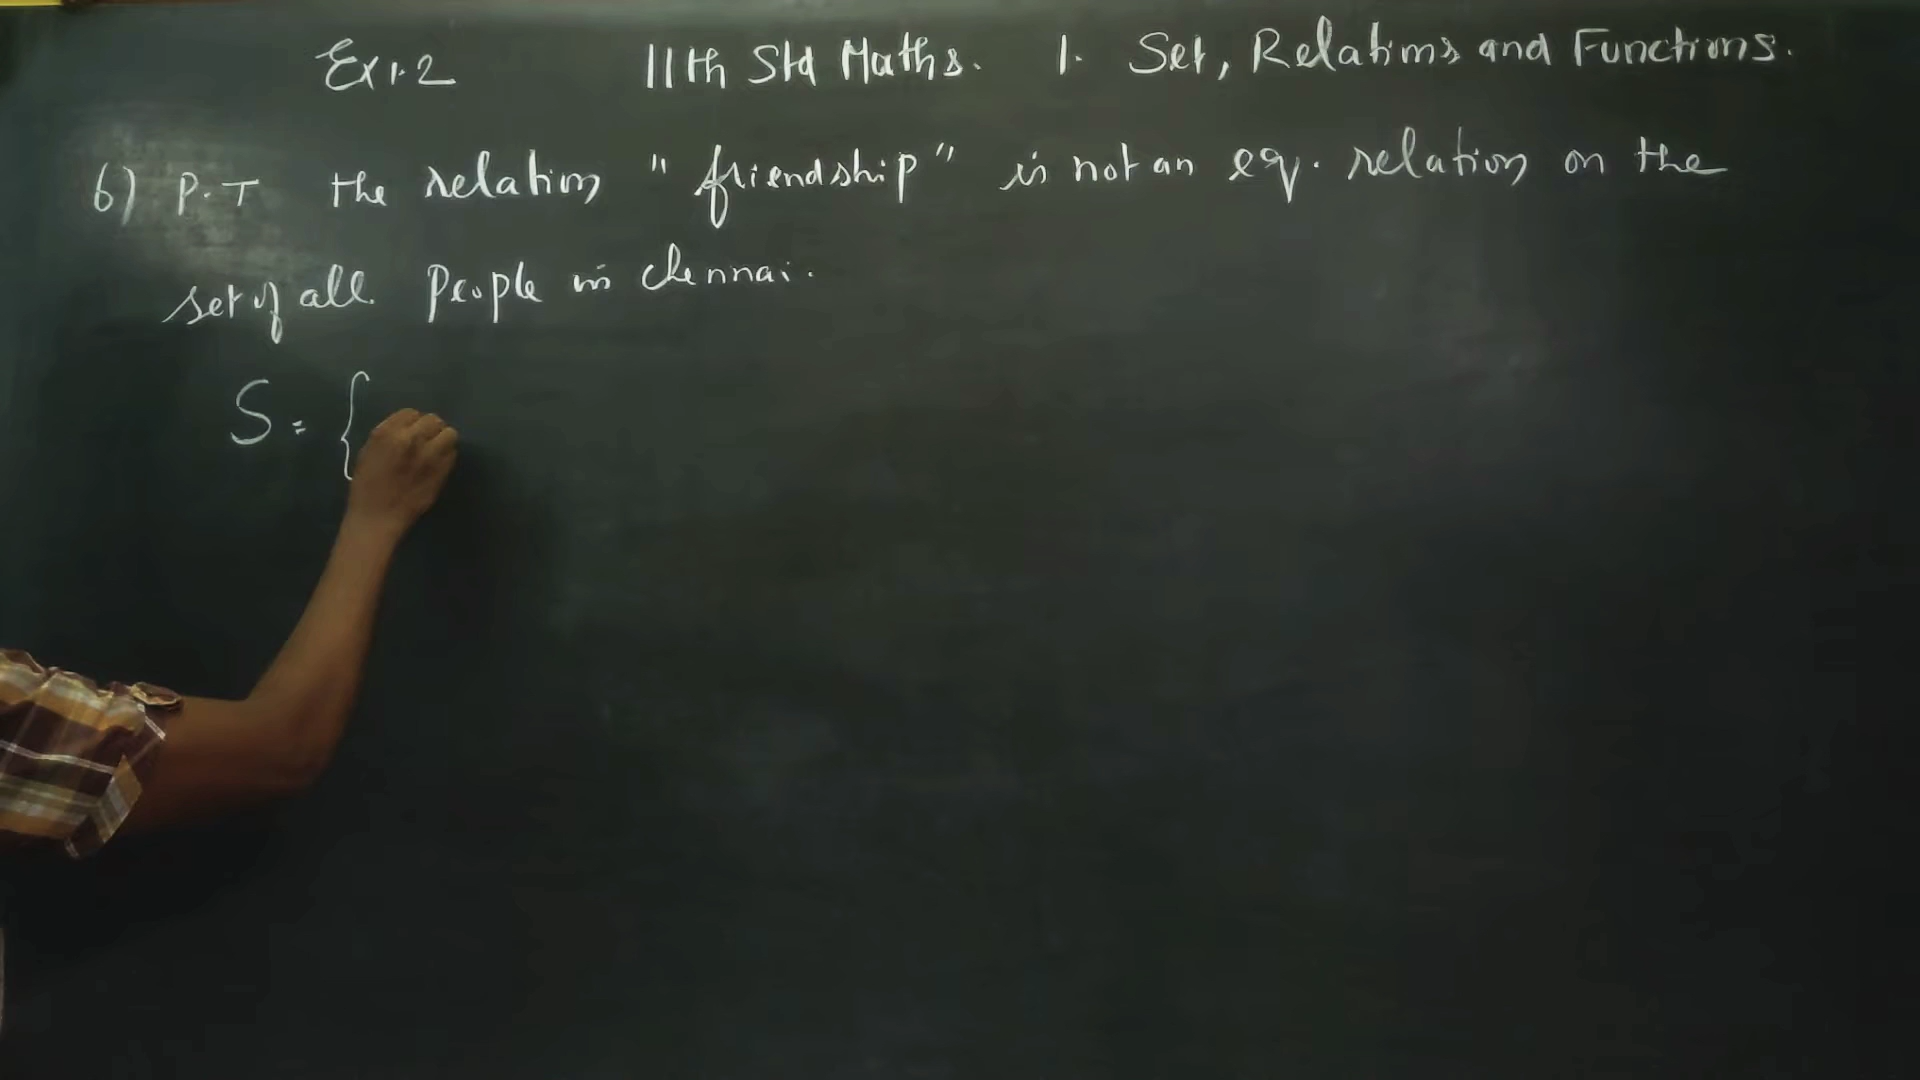 Ex 1.2 11th Std Maths. 1. Set, Relations and Functions.
6) P.T the relation "friendship" is not an eq. relation on the
set of all People in chennai.
S = {